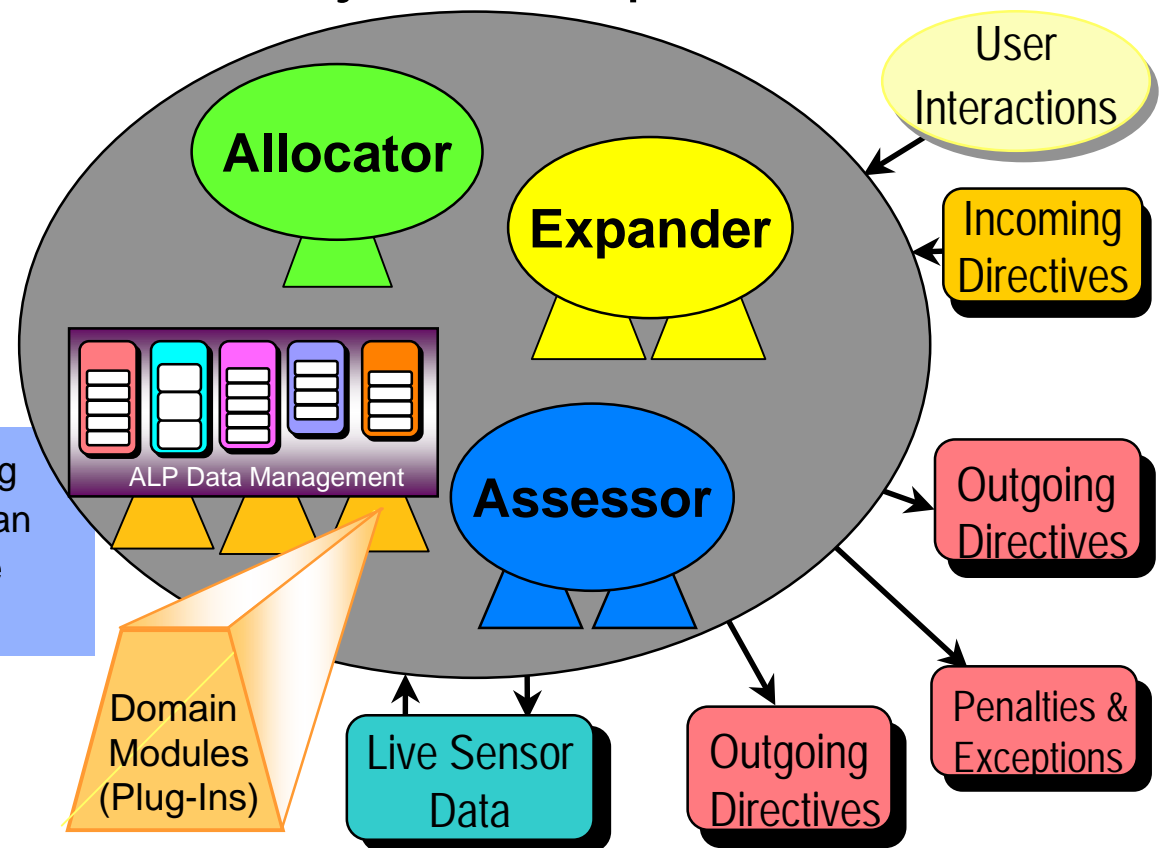 User
Interactions
Allocator
Expander
Incoming
Directives
ALP Data Management
Assessor
Outgoing
Directives
Domain
Modules
(Plug-Ins)
Live Sensor
Data
Outgoing
Directives
Penalties &
Exceptions